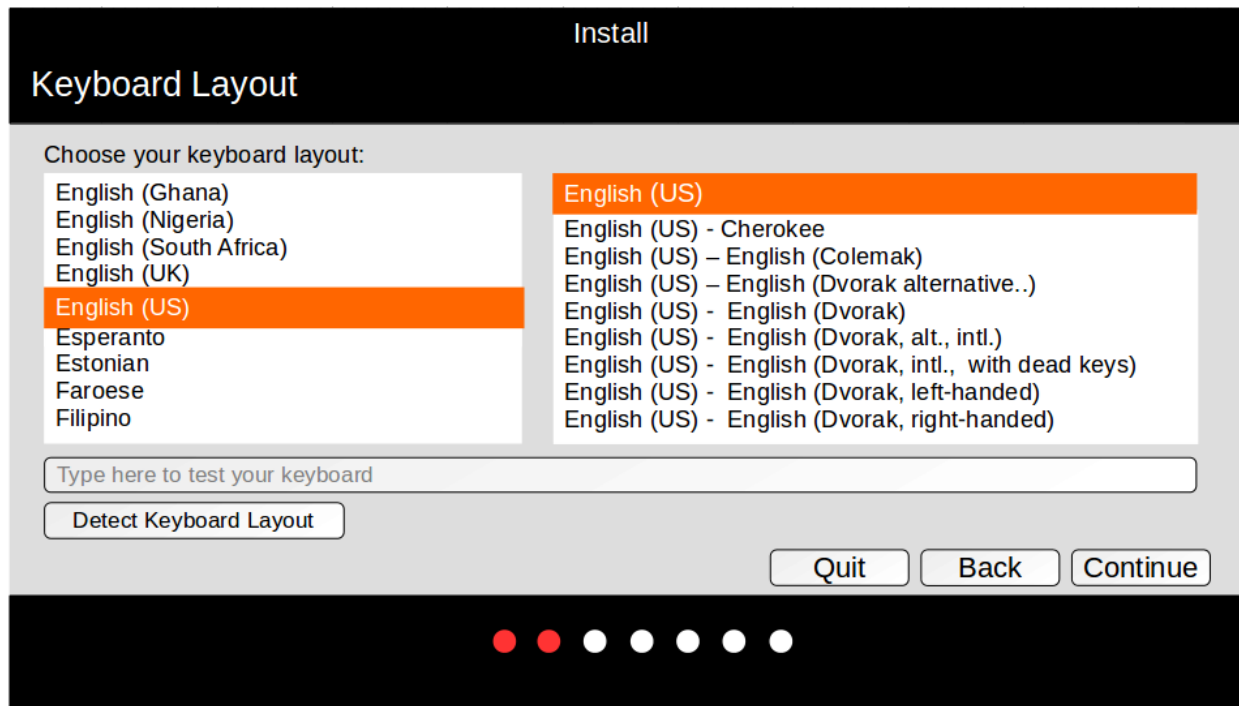 Install
Keyboard Layout
Choose your keyboard layout:
English (Ghana)
English (Nigeria)
English (South Africa)
English (UK)
English (US)
Esperanto
Estonian
Faroese
Filipino
English (US)
English (US) - Cherokee
English (US) – English (Colemak)
English (US) – English (Dvorak alternative..)
English (US) -  English (Dvorak)
English (US) -  English (Dvorak, alt., intl.)
English (US) -  English (Dvorak, intl.,  with dead keys)
English (US) -  English (Dvorak, left-handed)
English (US) -  English (Dvorak, right-handed)
Type here to test your keyboard
Detect Keyboard Layout
Quit
Back
Continue